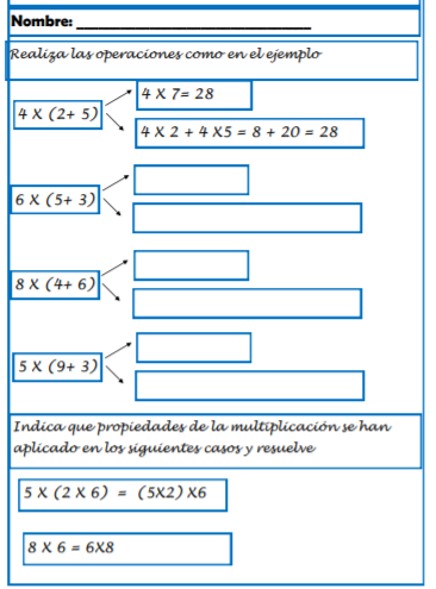 Nombre: ______________________________
Realiza las operaciones como en el ejemplo
4 X 7= 28
4 X (2+ 5)
4 X 2 + 4 X5 = 8 + 20 = 28
6 X (5+ 3)
8 X (4+ 6)
5 X (9+ 3)
Indica que propiedades de la multiplicación se han
aplicado en los siguientes casos y resuelve
5 X (2 X 6) = (5X2) X6
8 X 6 = 6X8